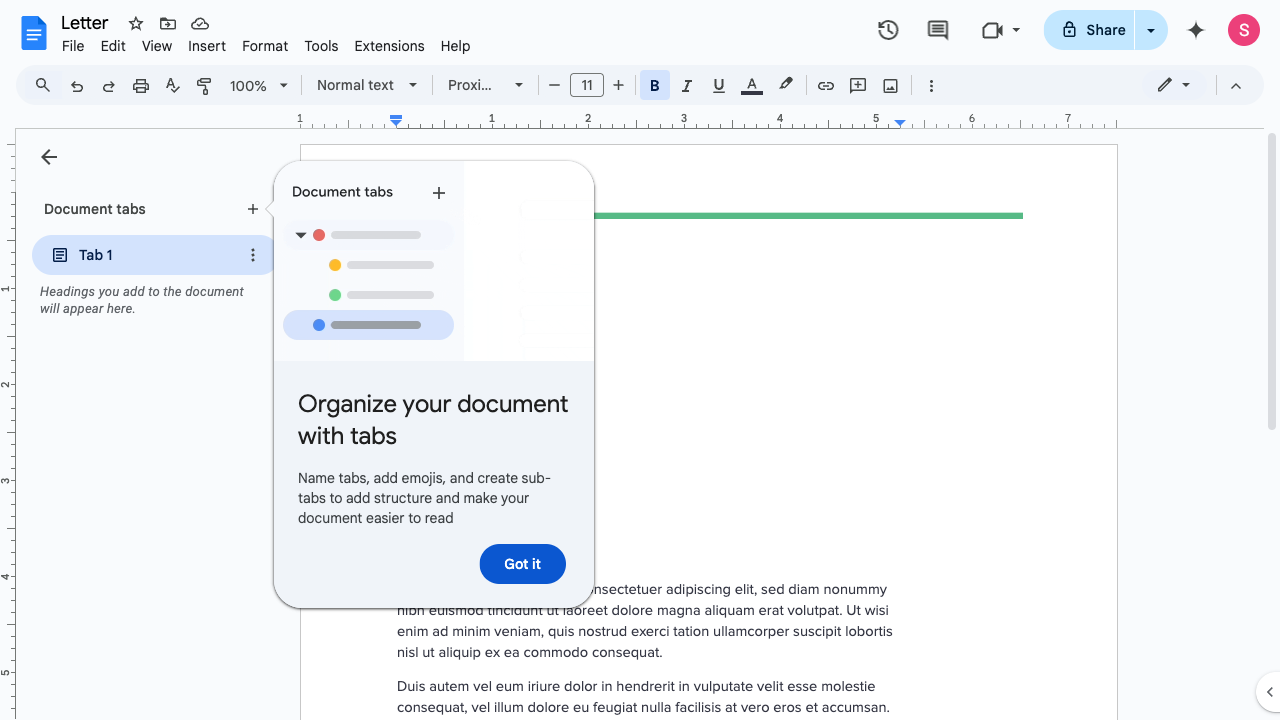 Letter
File Edit View Insert Format Tools Extensions Help
Share
S
100% Normal text Proxi... 11 B I U A
1 1 2 3 4 5 6 7
Document tabs
Tab 1
Headings you add to the document
will appear here.
Document tabs
Organize your document
with tabs
Name tabs, add emojis, and create sub-
tabs to add structure and make your
document easier to read
Got it
1
2
3
4
5
adipiscing elit, sed diam nonummy
nibh euismod tincidunt ut laoreet dolore magna aliquam erat volutpat. Ut wisi
enim ad minim veniam, quis nostrud exerci tation ullamcorper suscipit lobortis
nisl ut aliquip ex ea commodo consequat.
Duis autem vel eum iriure dolor in hendrerit in vulputate velit esse molestie
consequat, vel illum dolore eu feugiat nulla facilisis at vero eros et accumsan.